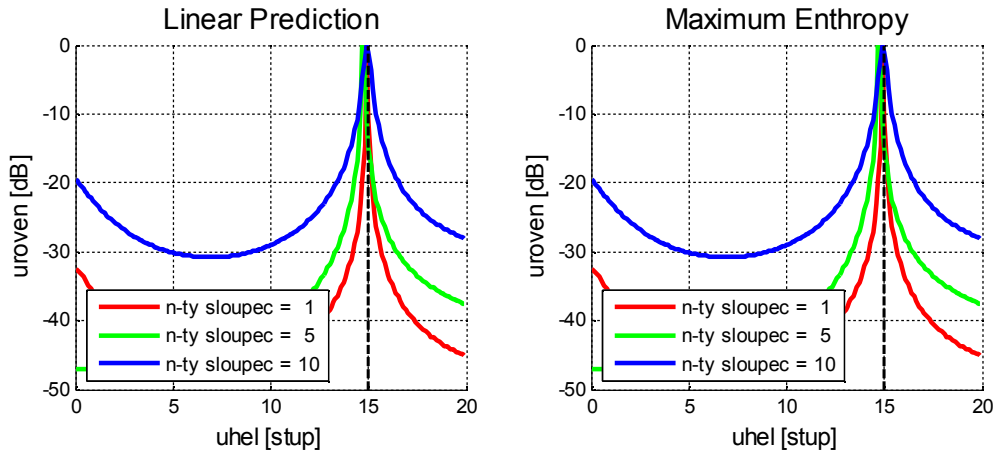 Linear Prediction
0
-10
-20
-30
-40
-50
uroven [dB]
n-ty sloupec = 1
n-ty sloupec = 5
n-ty sloupec = 10
0 5 10 15 20
uhel [stup]
Maximum Entropy
0
-10
-20
-30
-40
-50
uroven [dB]
n-ty sloupec = 1
n-ty sloupec = 5
n-ty sloupec = 10
0 5 10 15 20
uhel [stup]